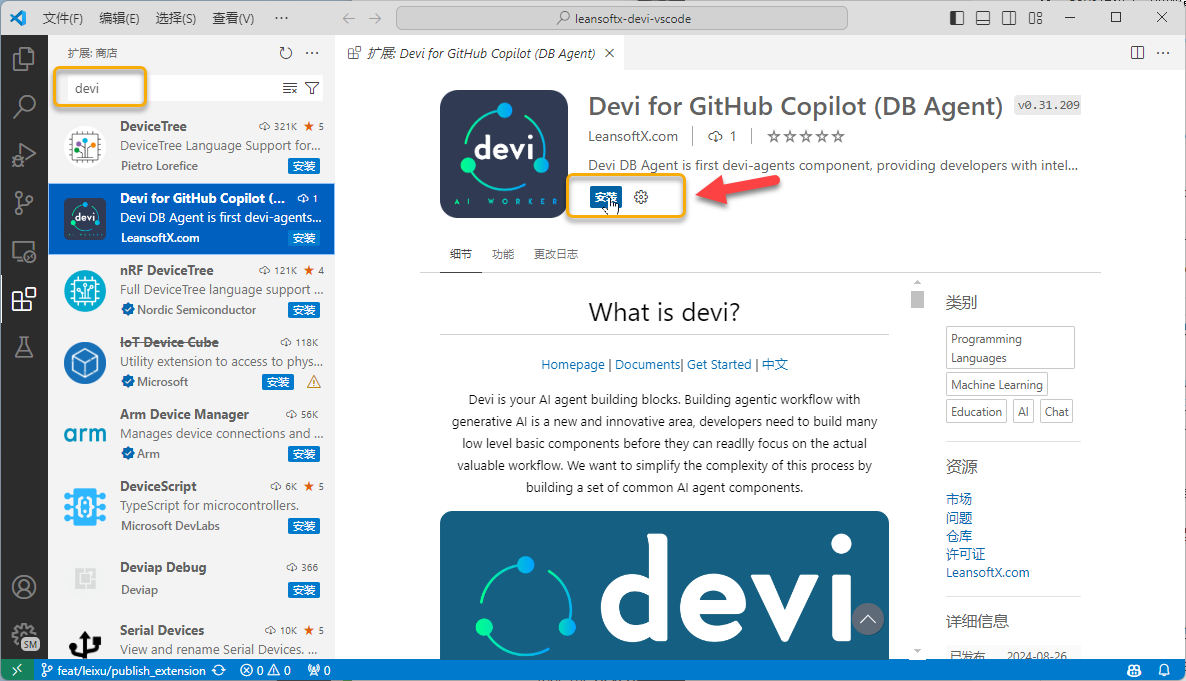 文件(F) 编辑(E) 选择(S) 查看(V) ··· leansoftx-devi-vscode
扩展: 商店
devi
DeviceTree 321K 5
DeviceTree Language Support for...
Pietro Lorefice 安装
Devi for GitHub Copilot (... 1
Devi DB Agent is first devi-agents...
LeansoftX.com 安装
nRF DeviceTree 121K 4
Full DeviceTree language support ...
Nordic Semiconductor 安装
IoT Device Cube 118K
Utility extension to access to phys...
Microsoft 安装
Arm Device Manager 56K
Manages device connections and ...
Arm 安装
arm
DeviceScript 6K 5
TypeScript for microcontrollers.
Microsoft DevLabs 安装
Deviap Debug 366
Deviap 安装
Serial Devices 10K 5
View and rename Serial Devices. ...
扩展: Devi for GitHub Copilot (DB Agent)
devi
AI WORKER
Devi for GitHub Copilot (DB Agent) v0.31.209
LeansoftX.com 1
Devi DB Agent is first devi-agents component, providing developers with intel...
安装
细节 功能 更改日志
What is devi?
Homepage | Documents| Get Started | 中文
Devi is your AI agent building blocks. Building agentic workflow with
generative AI is a new and innovative area, developers need to build many
low level basic components before they can readlly focus on the actual
valuable workflow. We want to simplify the complexity of this process by
building a set of common AI agent components.
devi
类别
Programming
Languages
Machine Learning
Education AI Chat
资源
市场
问题
仓库
许可证
LeansoftX.com
详细信息
已发布 2024-08-26,
SM
feat/leixu/publish_extension 0 0 0